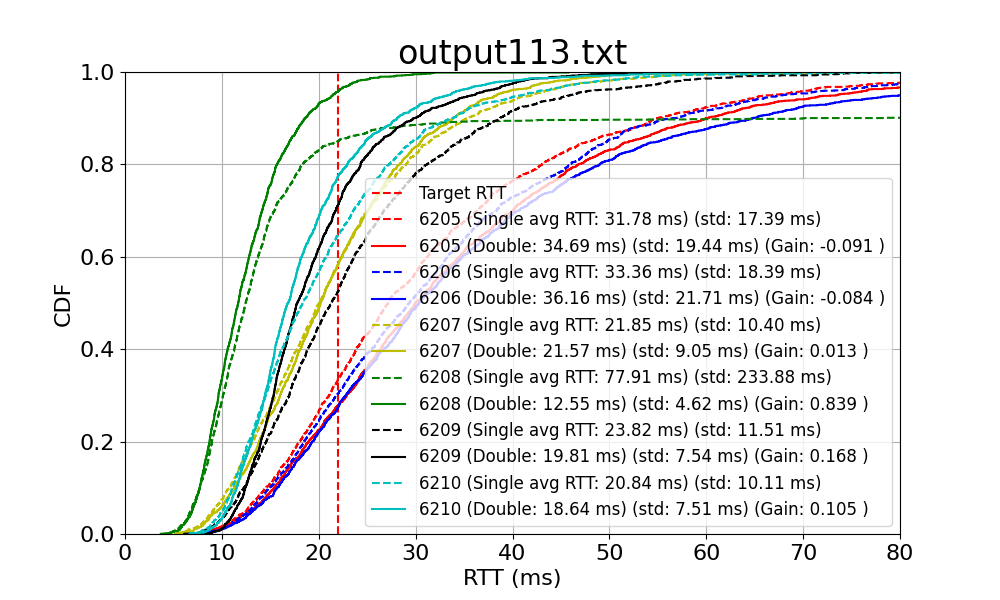 output113.txt
CDF
1.0
0.8
0.6
0.4
0.2
0.0
Target RTT
6205 (Single avg RTT: 31.78 ms) (std: 17.39 ms)
6205 (Double: 34.69 ms) (std: 19.44 ms) (Gain: -0.091 )
6206 (Single avg RTT: 33.36 ms) (std: 18.39 ms)
6206 (Double: 36.16 ms) (std: 21.71 ms) (Gain: -0.084 )
6207 (Single avg RTT: 21.85 ms) (std: 10.40 ms)
6207 (Double: 21.57 ms) (std: 9.05 ms) (Gain: 0.013 )
6208 (Single avg RTT: 77.91 ms) (std: 233.88 ms)
6208 (Double: 12.55 ms) (std: 4.62 ms) (Gain: 0.839 )
6209 (Single avg RTT: 23.82 ms) (std: 11.51 ms)
6209 (Double: 19.81 ms) (std: 7.54 ms) (Gain: 0.168 )
6210 (Single avg RTT: 20.84 ms) (std: 10.11 ms)
6210 (Double: 18.64 ms) (std: 7.51 ms) (Gain: 0.105 )
0 10 20 30 40 50 60 70 80
RTT (ms)